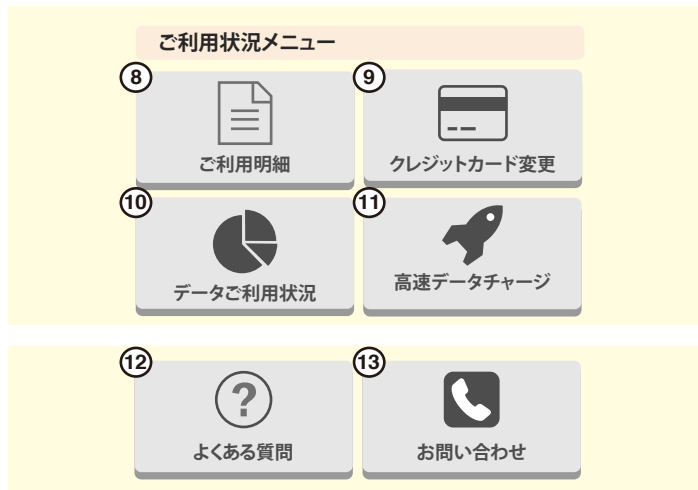 ご利用状況メニュー
⑧ ⑨
ご利用明細 クレジットカード変更
⑩ ⑪
データご利用状況 高速データチャージ
⑫ ⑬
?
よくある質問 お問い合わせ